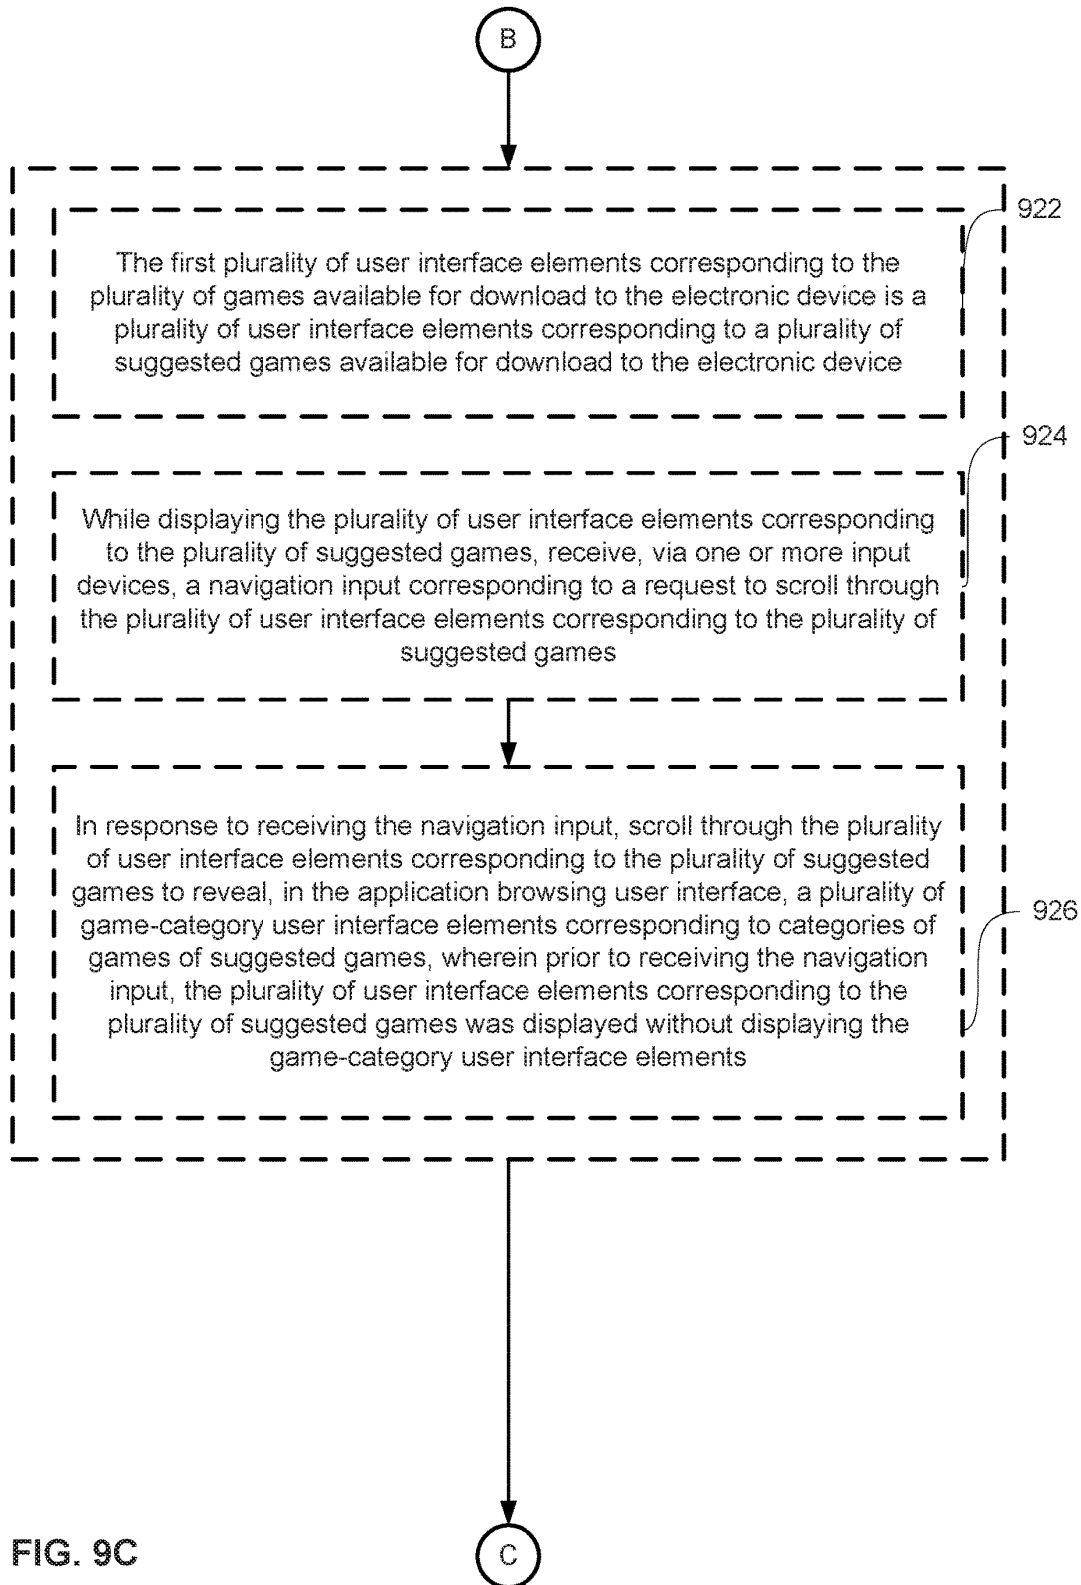 B
922
The first plurality of user interface elements corresponding to the
plurality of games available for download to the electronic device is a
plurality of user interface elements corresponding to a plurality of
suggested games available for download to the electronic device
924
While displaying the plurality of user interface elements corresponding
to the plurality of suggested games, receive, via one or more input
devices, a navigation input corresponding to a request to scroll through
the plurality of user interface elements corresponding to the plurality of
suggested games
In response to receiving the navigation input, scroll through the plurality
of user interface elements corresponding to the plurality of suggested
games to reveal, in the application browsing user interface, a plurality of
game-category user interface elements corresponding to categories of
games of suggested games, wherein prior to receiving the navigation
input, the plurality of user interface elements corresponding to the
plurality of suggested games was displayed without displaying the
game-category user interface elements
926
FIG. 9C
C